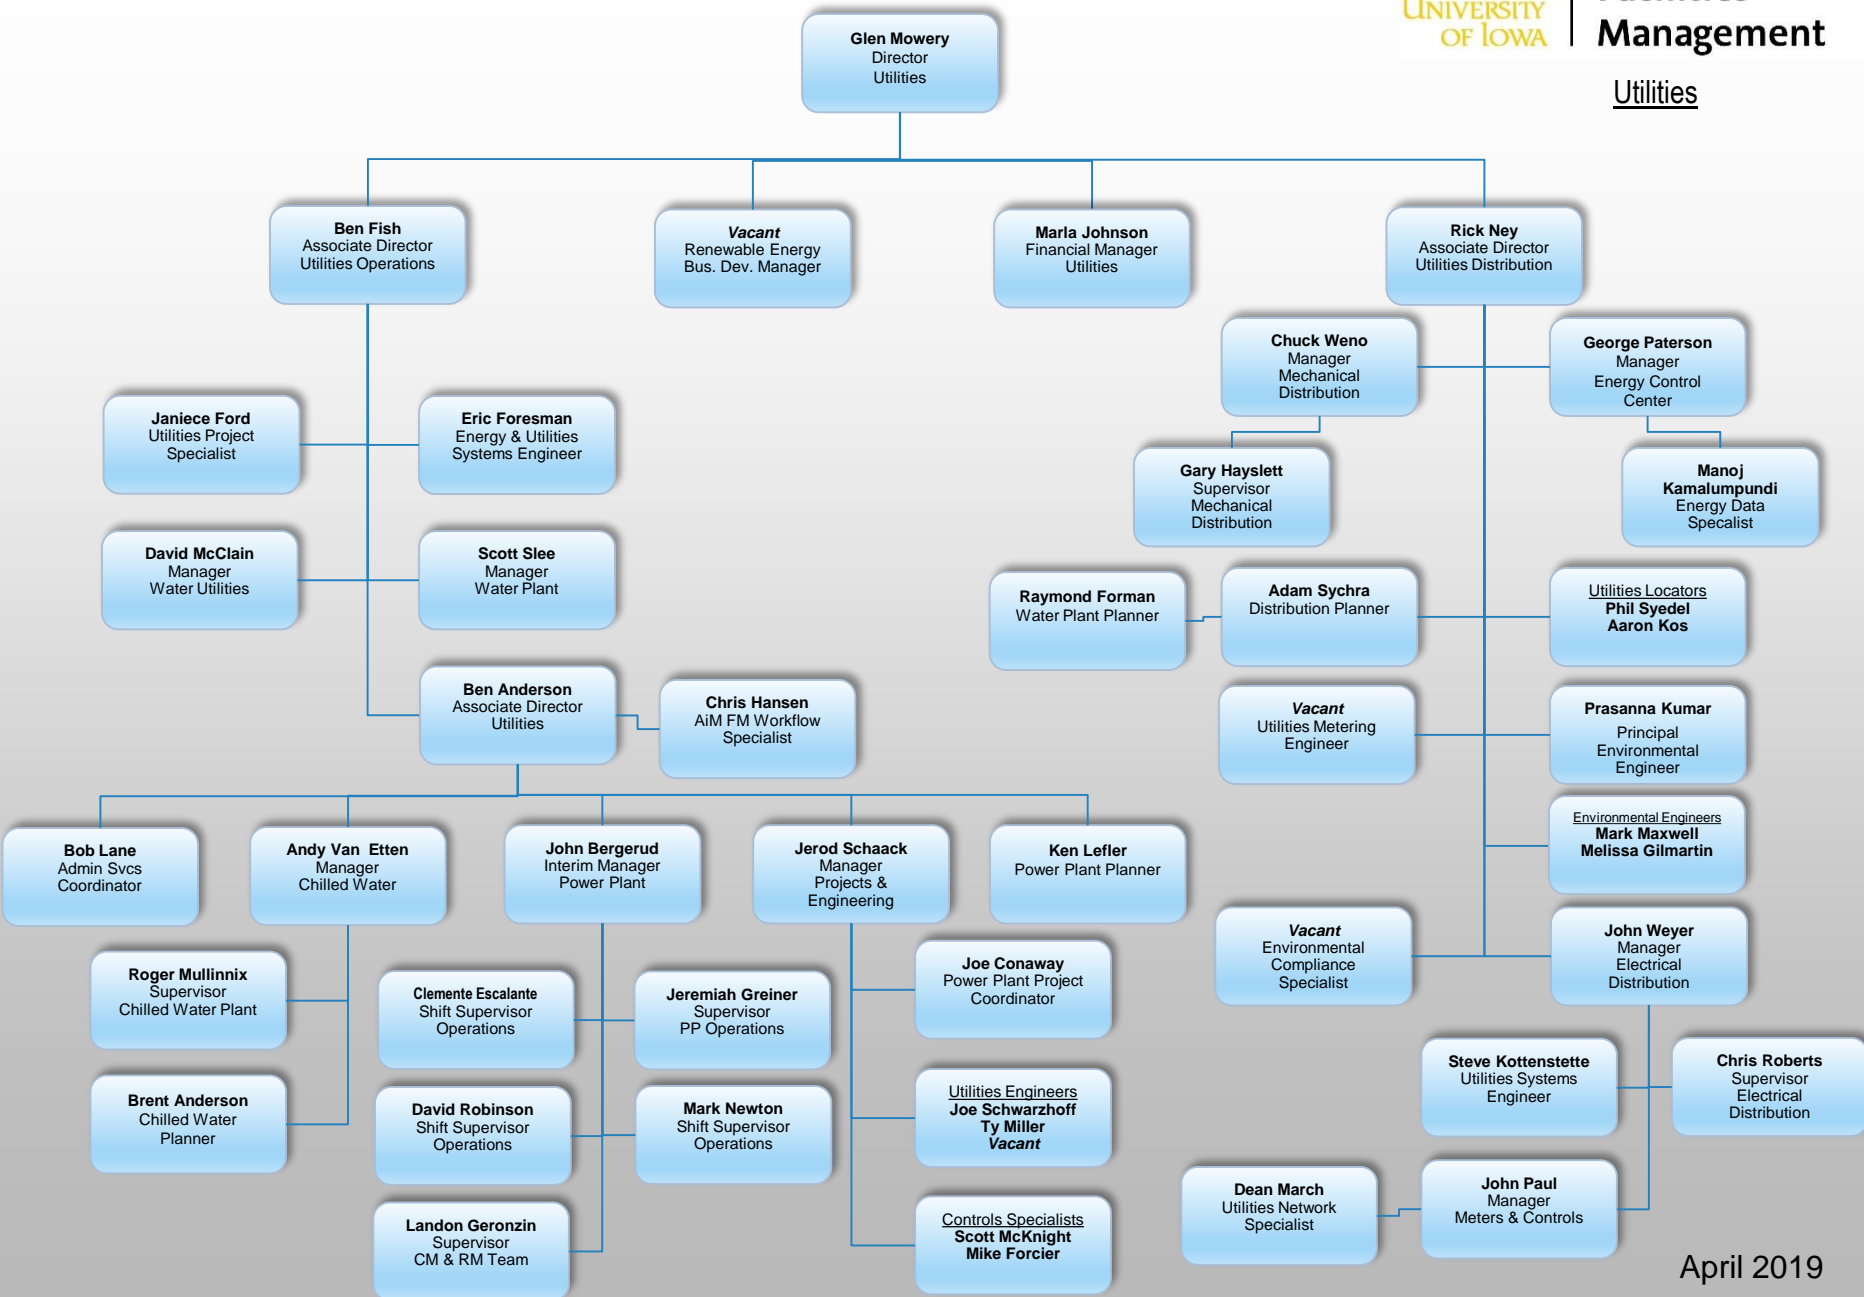 UNIVERSITY
OF IOWA
Management
Utilities
Glen Mowery
Director
Utilities
Ben Fish
Associate Director
Utilities Operations
Vacant
Renewable Energy
Bus. Dev. Manager
Marla Johnson
Financial Manager
Utilities
Rick Ney
Associate Director
Utilities Distribution
Chuck Weno
Manager
Mechanical
Distribution
George Paterson
Manager
Energy Control
Center
Janiece Ford
Utilities Project
Specialist
Eric Foresman
Energy & Utilities
Systems Engineer
Gary Hayslett
Supervisor
Mechanical
Distribution
Manoj
Kamalumpundi
Energy Data
Specalist
David McClain
Manager
Water Utilities
Scott Slee
Manager
Water Plant
Raymond Forman
Water Plant Planner
Adam Sychra
Distribution Planner
Utilities Locators
Phil Syedel
Aaron Kos
Ben Anderson
Associate Director
Utilities
Chris Hansen
AiM FM Workflow
Specialist
Vacant
Utilities Metering
Engineer
Prasanna Kumar
Principal
Environmental
Engineer
Bob Lane
Admin Svcs
Coordinator
Andy Van Etten
Manager
Chilled Water
John Bergerud
Interim Manager
Power Plant
Jerod Schaack
Manager
Projects &
Engineering
Ken Lefler
Power Plant Planner
Environmental Engineers
Mark Maxwell
Melissa Gilmartin
Vacant
Environmental
Compliance
Specialist
John Weyer
Manager
Electrical
Distribution
Roger Mullinnix
Supervisor
Chilled Water Plant
Clemente Escalante
Shift Supervisor
Operations
Jeremiah Greiner
Supervisor
PP Operations
Joe Conaway
Power Plant Project
Coordinator
Steve Kottenstette
Utilities Systems
Engineer
Chris Roberts
Supervisor
Electrical
Distribution
Brent Anderson
Chilled Water
Planner
David Robinson
Shift Supervisor
Operations
Mark Newton
Shift Supervisor
Operations
Utilities Engineers
Joe Schwarzhoff
Ty Miller
Vacant
Dean March
Utilities Network
Specialist
John Paul
Manager
Meters & Controls
Landon Geronzin
Supervisor
CM & RM Team
Controls Specialists
Scott McKnight
Mike Forcier
April 2019